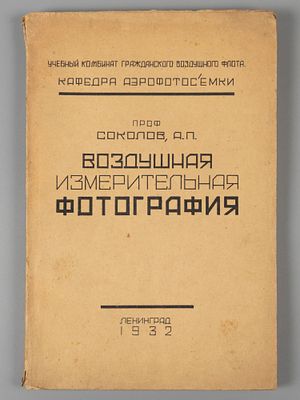 УЧЕБНЫЙ КОМБИНАТ ГРАЖДАНСКОГО ВОЗДУШНОГО ФЛОТА.
КАФЕДРА АЭРОФОТОС'ЕМКИ
ПРОФ
СОКОЛОВ, А.П.
ВОЗДУШНАЯ
ИЗМЕРИТЕЛЬНАЯ
ФОТОГРАФИЯ
ЛЕНИНГРАД
1932